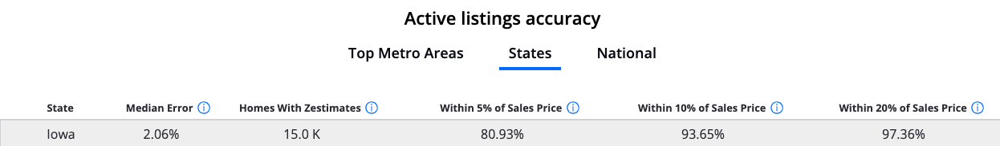 Active listings accuracy
Top Metro Areas States National
State Median Error Homes With Zestimates Within 5% of Sales Price Within 10% of Sales Price Within 20% of Sales Price
Iowa 2.06% 15.0 K 80.93% 93.65% 97.36%